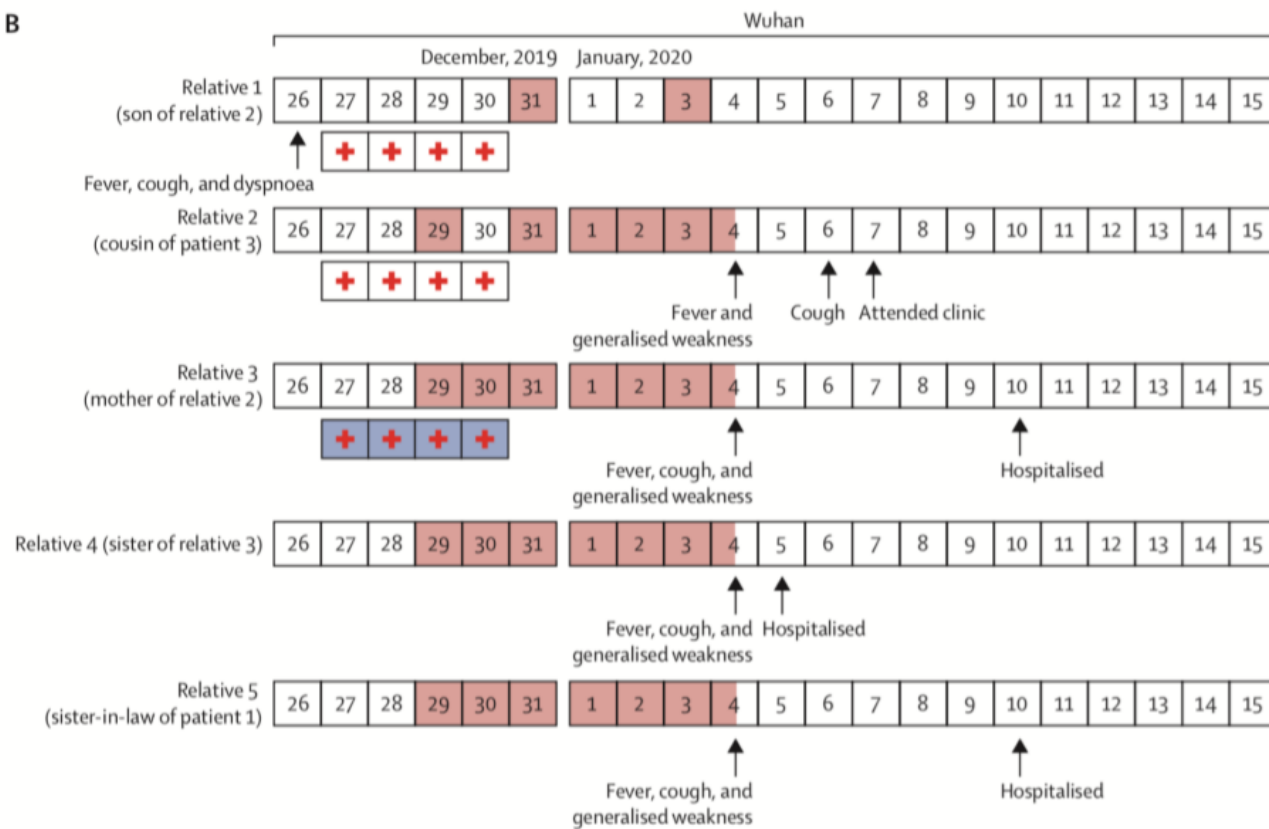 B
Wuhan
December, 2019 January, 2020
Relative 1
(son of relative 2)
26 27 28 29 30 31 1 2 3 4 5 6 7 8 9 10 11 12 13 14 15
Fever, cough, and dyspnoea
Relative 2
(cousin of patient 3)
26 27 28 29 30 31 1 2 3 4 5 6 7 8 9 10 11 12 13 14 15
Fever and
generalised weakness
Cough
Attended clinic
Relative 3
(mother of relative 2)
26 27 28 29 30 31 1 2 3 4 5 6 7 8 9 10 11 12 13 14 15
Fever, cough, and
generalised weakness
Hospitalised
Relative 4 (sister of relative 3)
26 27 28 29 30 31 1 2 3 4 5 6 7 8 9 10 11 12 13 14 15
Fever, cough, and
generalised weakness
Hospitalised
Relative 5
(sister-in-law of patient 1)
26 27 28 29 30 31 1 2 3 4 5 6 7 8 9 10 11 12 13 14 15
Fever, cough, and
generalised weakness
Hospitalised